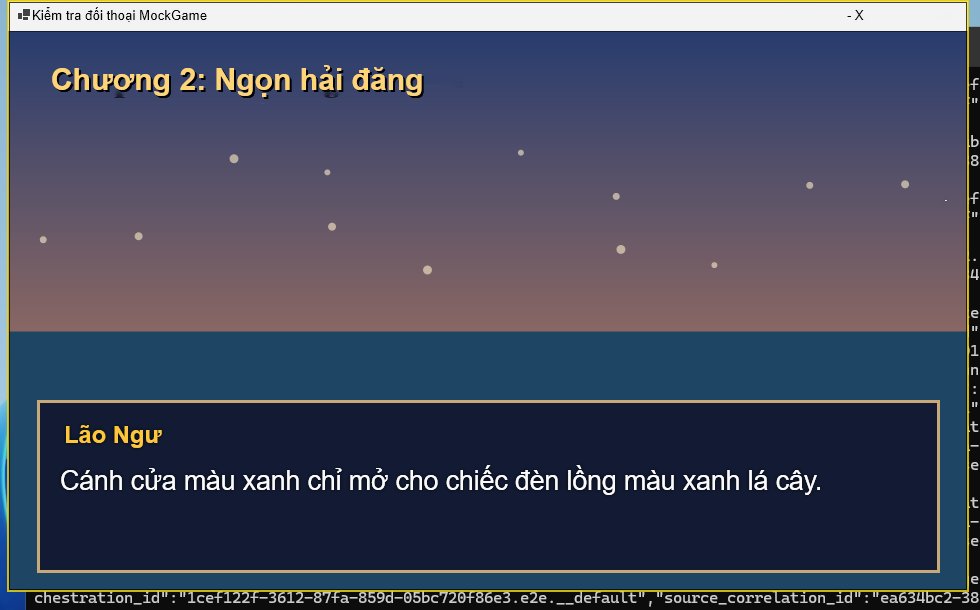 Kiểm tra đối thoại MockGame
- X
Chương 2: Ngọn hải đăng
Lão Ngư
Cánh cửa màu xanh chỉ mở cho chiếc đèn lồng màu xanh lá cây.
chestration_id":"1cef122f-3612-87fa-859d-05bc720f86e3.e2e.__default","source_correlation_id":"ea634bc2-38